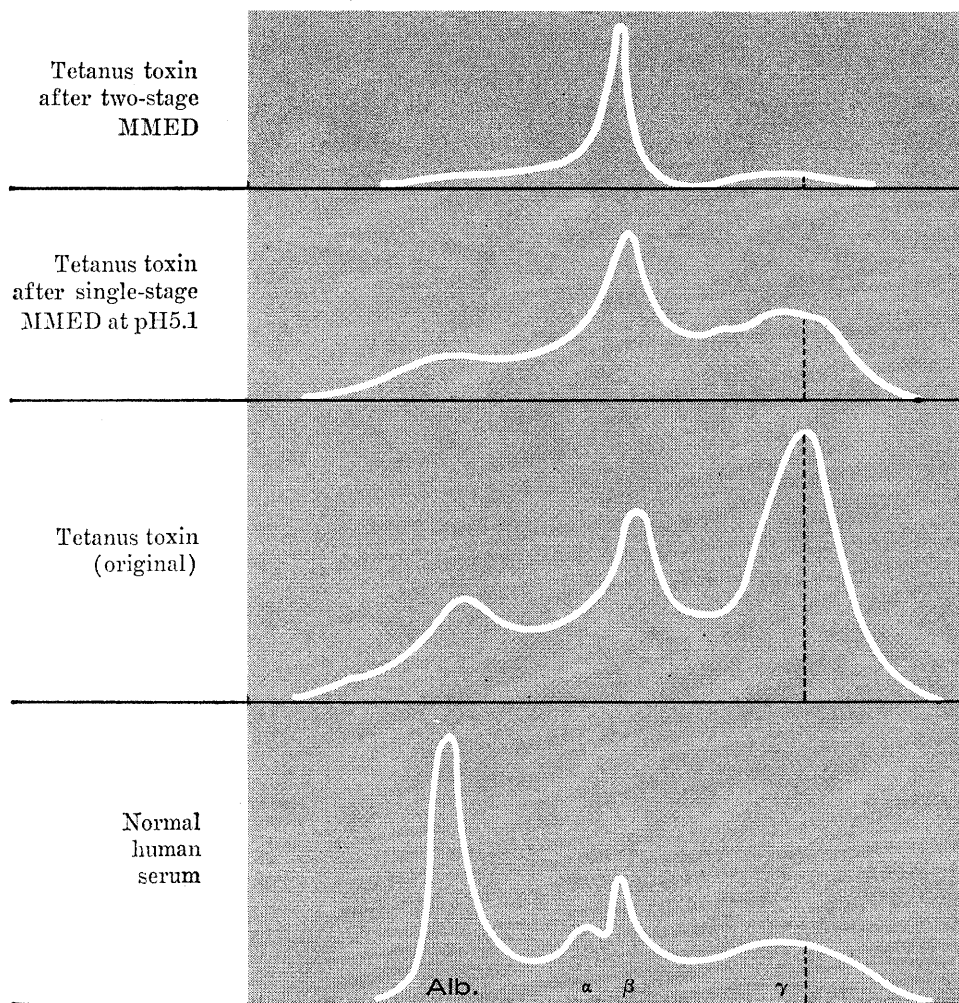 Tetanus toxin
after two-stage
MMED
Tetanus toxin
after single-stage
MMED at pH5.1
Tetanus toxin
(original)
Normal
human
serum
Alb. α β γ